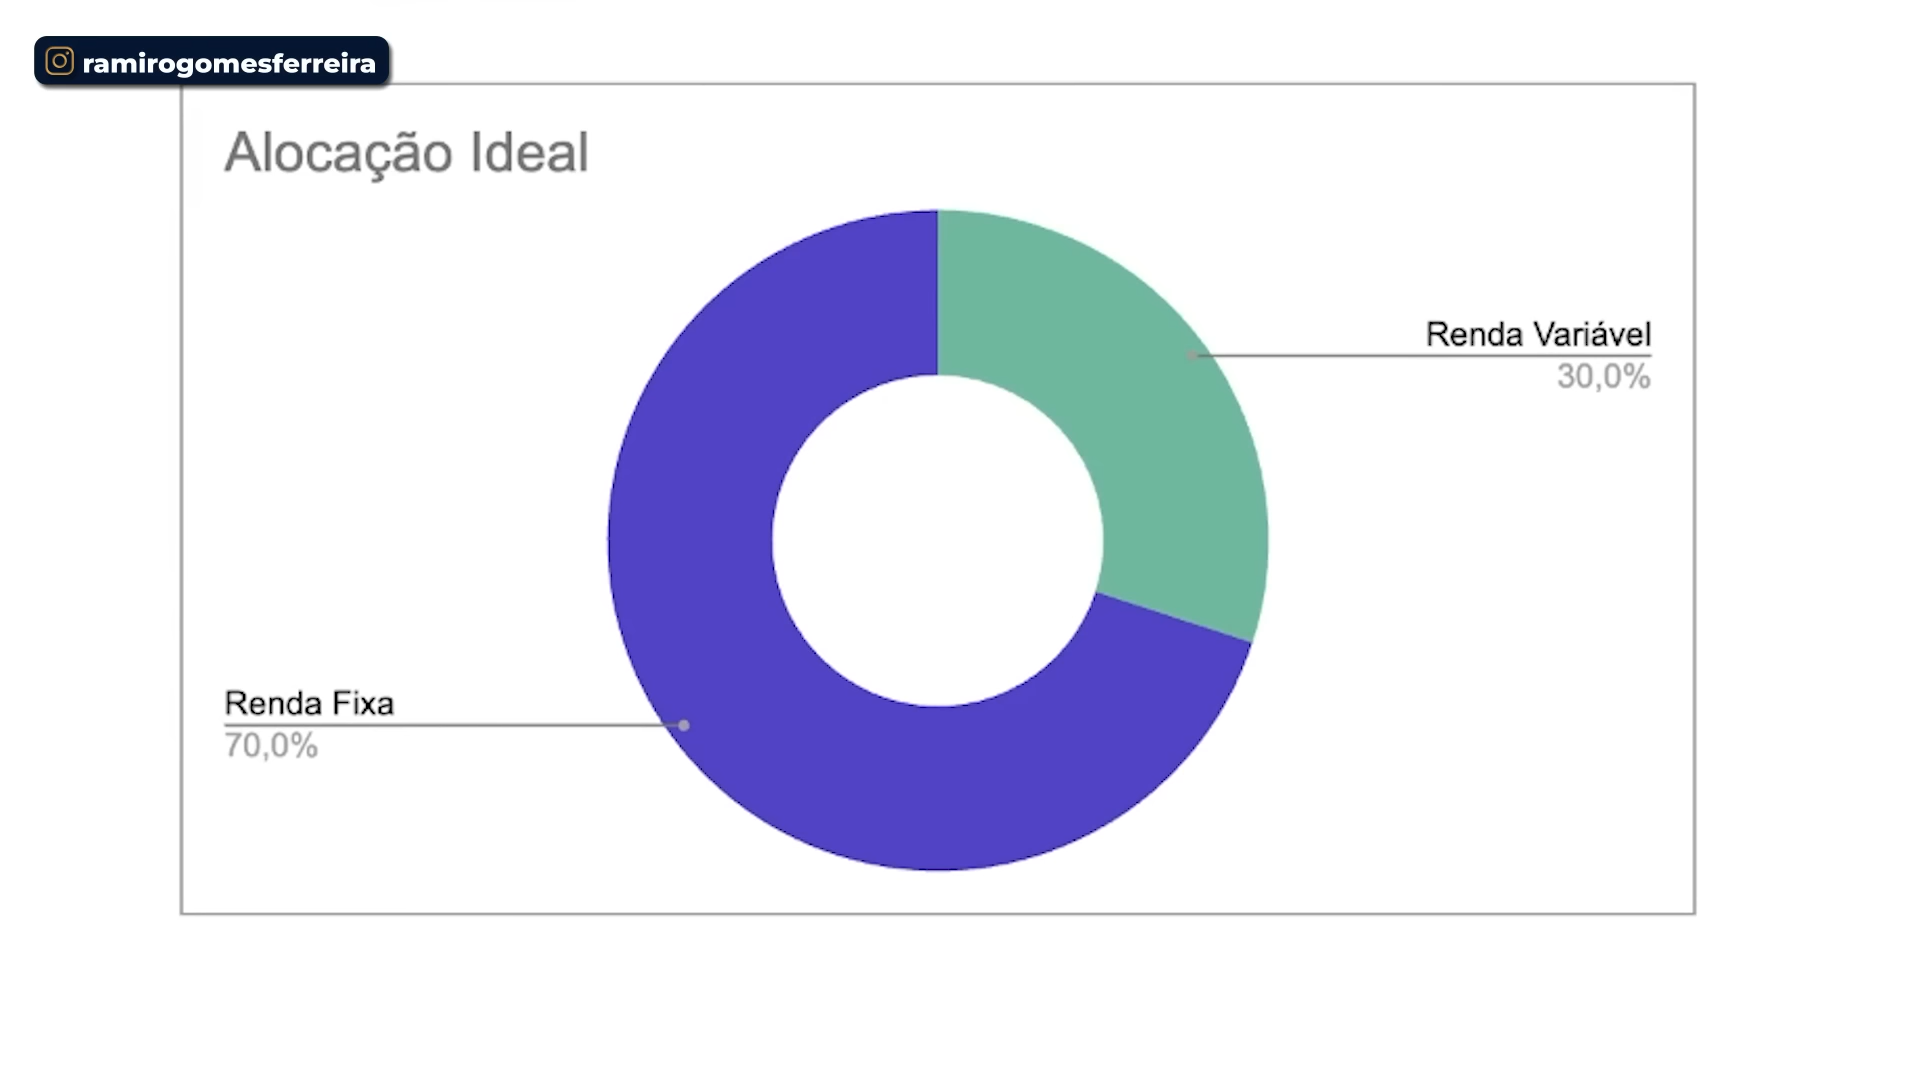 ramirogomesferreira
Alocação Ideal
Renda Variável
30,0%
Renda Fixa
70,0%